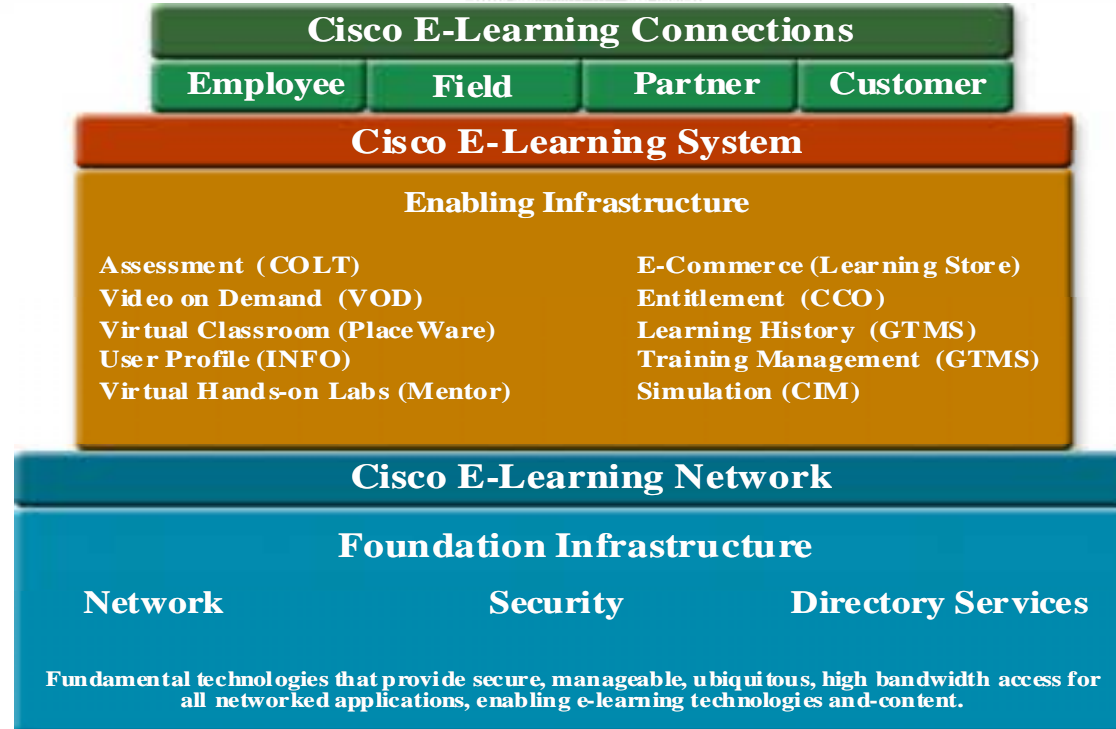 Cisco E-Learning Connections
Employee Field Partner Customer
Cisco E-Learning System
Enabling Infrastructure
Assessment (COLT)
Video on Demand (VOD)
Virtual Classroom (PlaceWare)
User Profile (INFO)
Virtual Hands-on Labs (Mentor)
E-Commerce (Learning Store)
Entitlement (CCO)
Learning History (GTMS)
Training Management (GTMS)
Simulation (CIM)
Cisco E-Learning Network
Foundation Infrastructure
Network Security Directory Services
Fundamental technologies that provide secure, manageable, ubiquitous, high bandwidth access for
all networked applications, enabling e-learning technologies and-content.